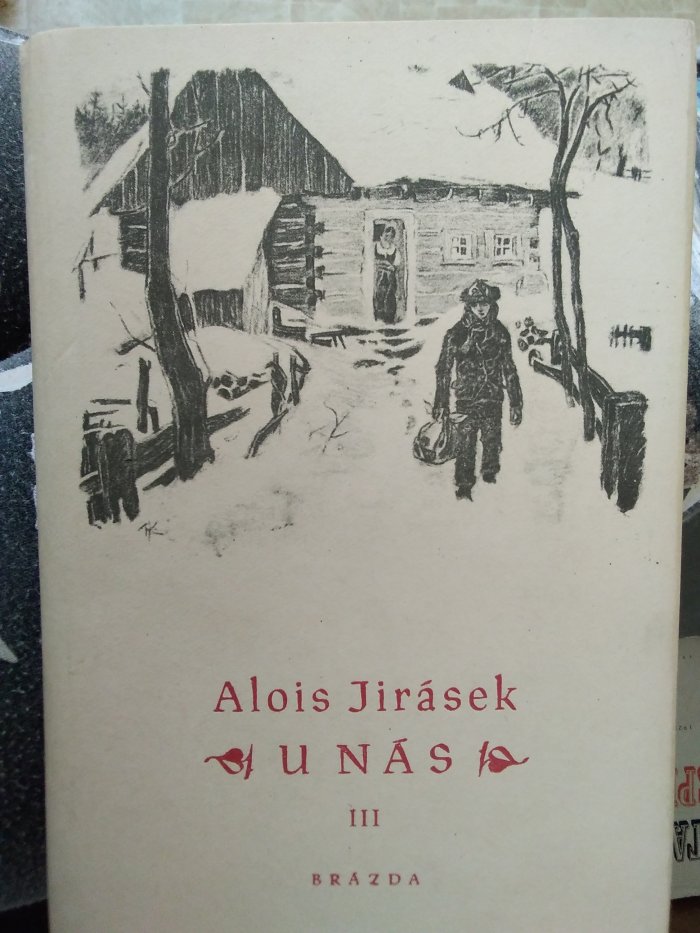 Alois Jirásek
U NÁS
III
BRÁZDA